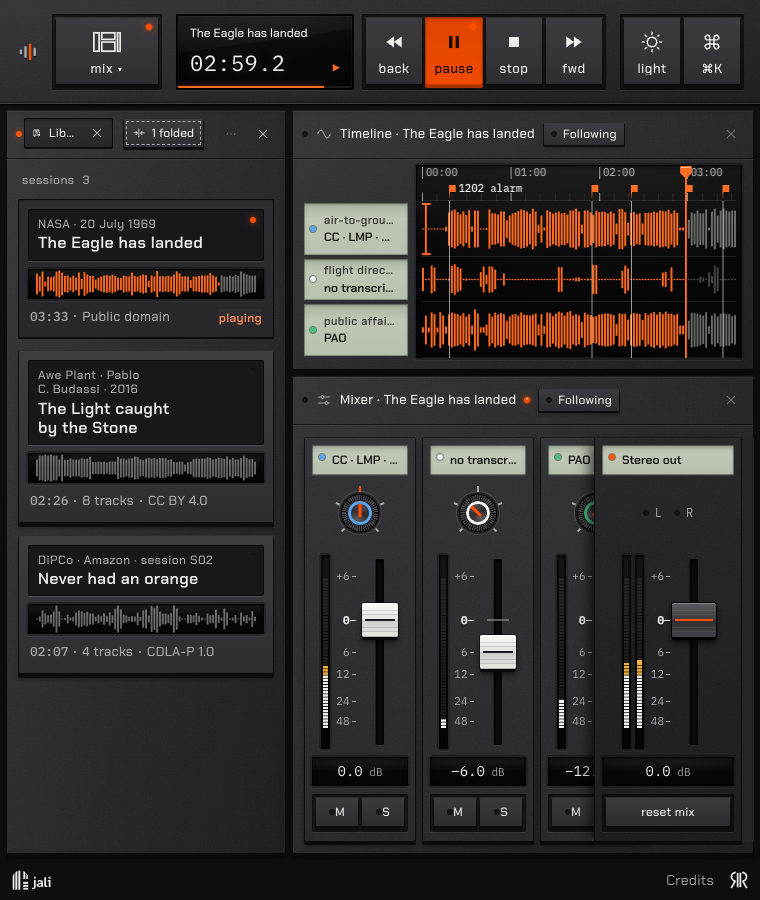 mix ▾
The Eagle has landed
02:59.2
back
pause
stop
fwd
light
⌘K
Lib...
1 folded
sessions 3
NASA · 20 July 1969
The Eagle has landed
03:33 · Public domain
playing
Awe Plant · Pablo
C. Budassi · 2016
The Light caught
by the Stone
02:26 · 8 tracks · CC BY 4.0
DiPCo · Amazon · session S02
Never had an orange
02:07 · 4 tracks · CDLA-P 1.0
Timeline · The Eagle has landed
Following
00:00 01:00 02:00 03:00
1202 alarm
air-to-grou...
CC · LMP · ...
flight direc...
no transcri...
public affai...
PAO
Mixer · The Eagle has landed
Following
CC · LMP · ...
no transcr...
PAO
Stereo out
L R
+6 +6 +6 +6
0 0 0 0
6 6 6 6
12 12 12 12
24 24 24 24
48 48 48 48
0.0 dB
−6.0 dB
−12.
0.0 dB
M S
M S
M
reset mix
jali
Credits